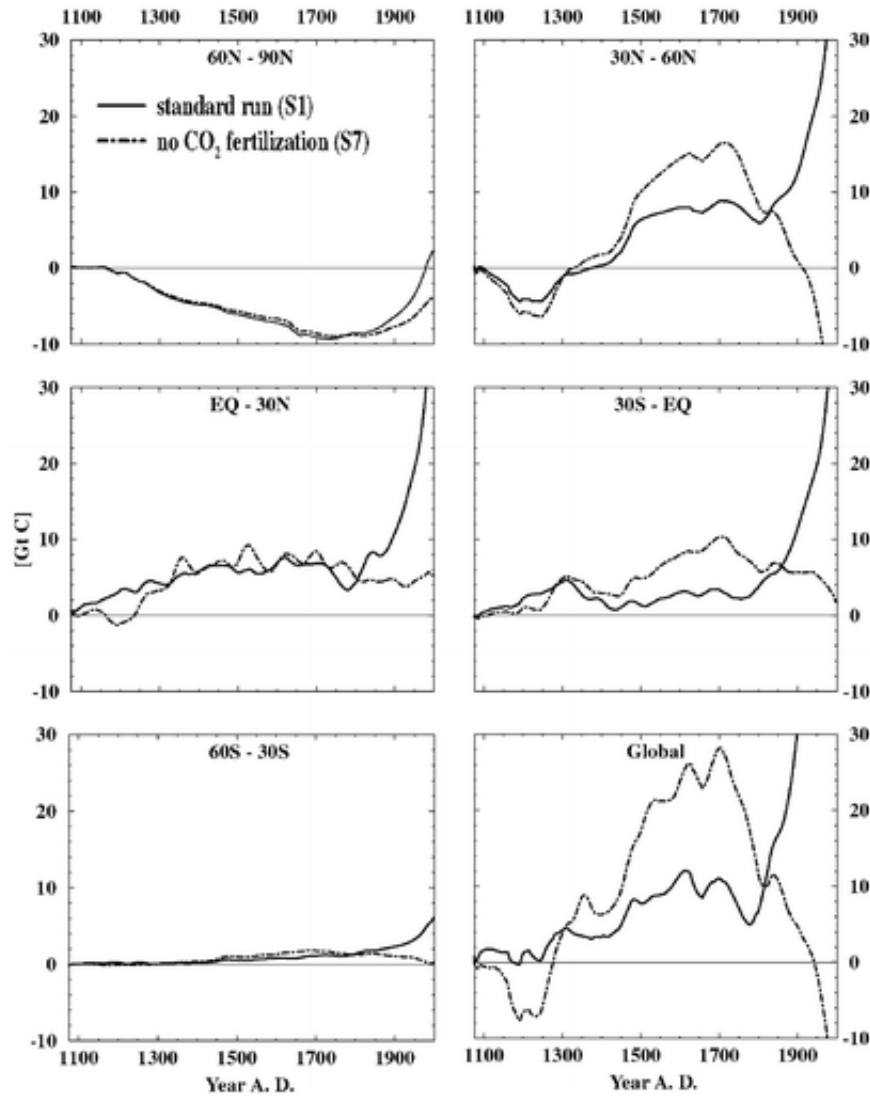 1100 1300 1500 1700 1900 1100 1300 1500 1700 1900
30 60N - 90N 30N - 60N 30
standard run (S1)
20 20
no CO2 fertilization (S7)
10 10
0 0
-10 -10
30 EQ - 30N 30S - EQ 30
20 20
[Gt C]
10 10
0 0
-10 -10
30 60S - 30S Global 30
20 20
10 10
0 0
-10 -10
1100 1300 1500 1700 1900 1100 1300 1500 1700 1900
Year A. D. Year A. D.